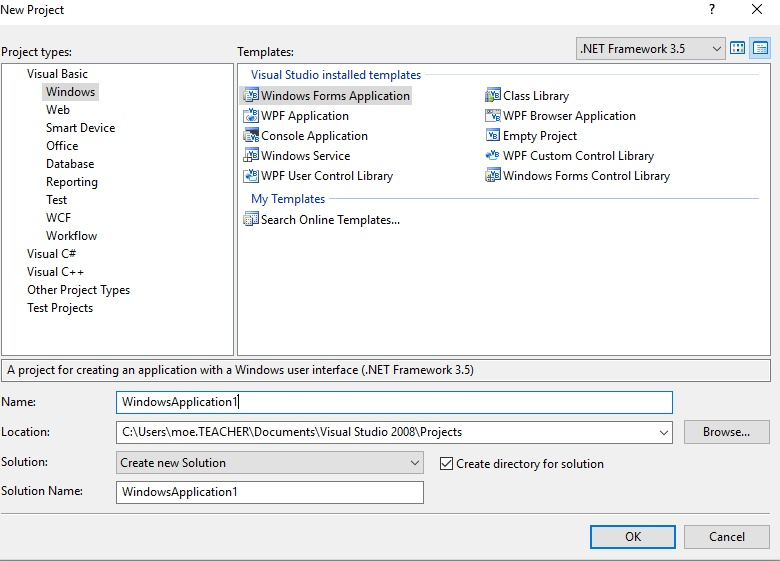 New Project
?
Project types:
Templates:
.NET Framework 3.5
Visual Basic
Windows
Web
Smart Device
Office
Database
Reporting
Test
WCF
Workflow
Visual C#
Visual C++
Other Project Types
Test Projects
Visual Studio installed templates
Windows Forms Application
Class Library
WPF Application
WPF Browser Application
Console Application
Empty Project
Windows Service
WPF Custom Control Library
WPF User Control Library
Windows Forms Control Library
My Templates
Search Online Templates...
A project for creating an application with a Windows user interface (.NET Framework 3.5)
Name:
WindowsApplication1
Location:
C:\Users\moe.TEACHER\Documents\Visual Studio 2008\Projects
Browse...
Solution:
Create new Solution
Create directory for solution
Solution Name:
WindowsApplication1
OK
Cancel